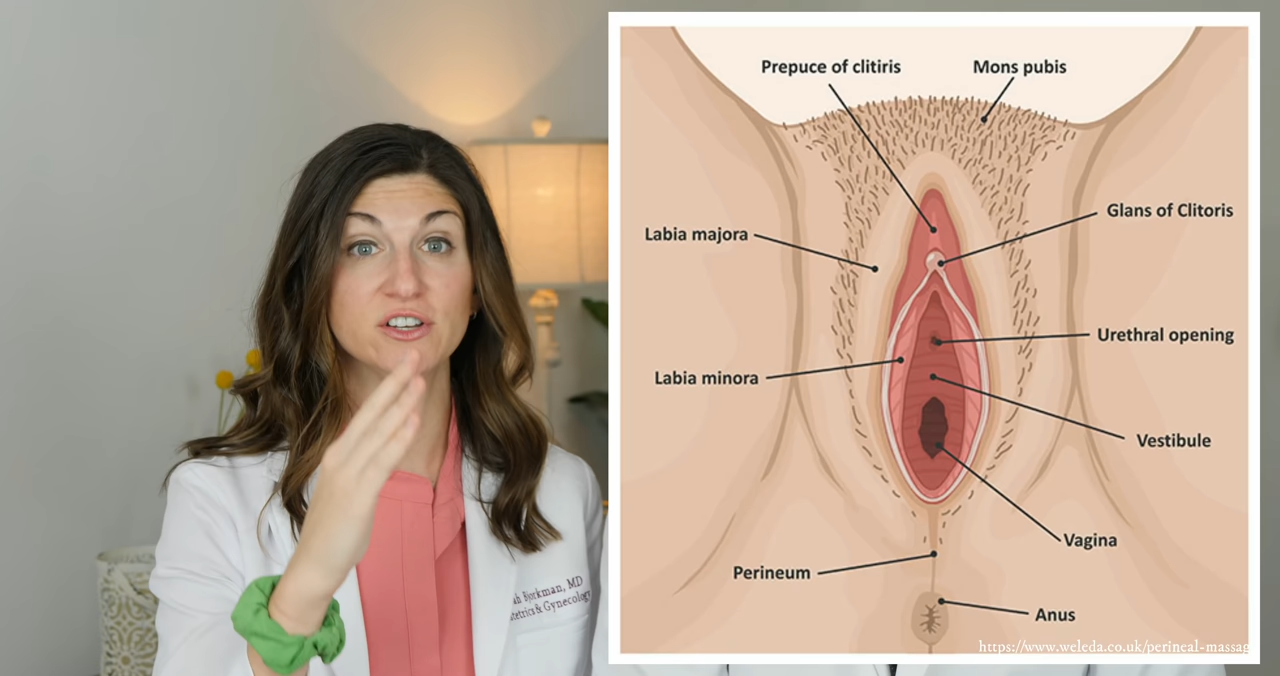 Prepuce of clitiris
Mons pubis
Glans of Clitoris
Labia majora
Urethral opening
Labia minora
Vestibule
Vagina
Perineum
Anus
Bjorkman, MD
& Gynecology
https://www.weleda.co.uk/perineal-massag